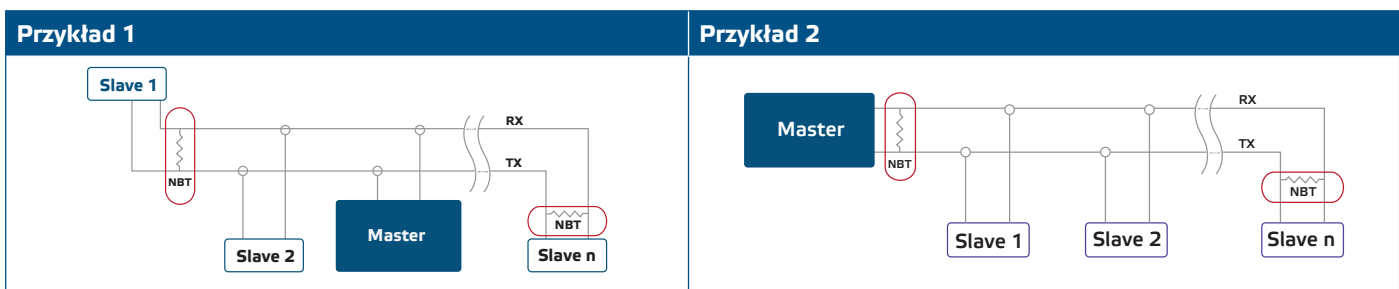 Przykład 1
Slave 1
RX
TX
NBT
NBT
Slave 2
Master
Slave n
Przykład 2
Master
RX
TX
NBT
NBT
Slave 1
Slave 2
Slave n